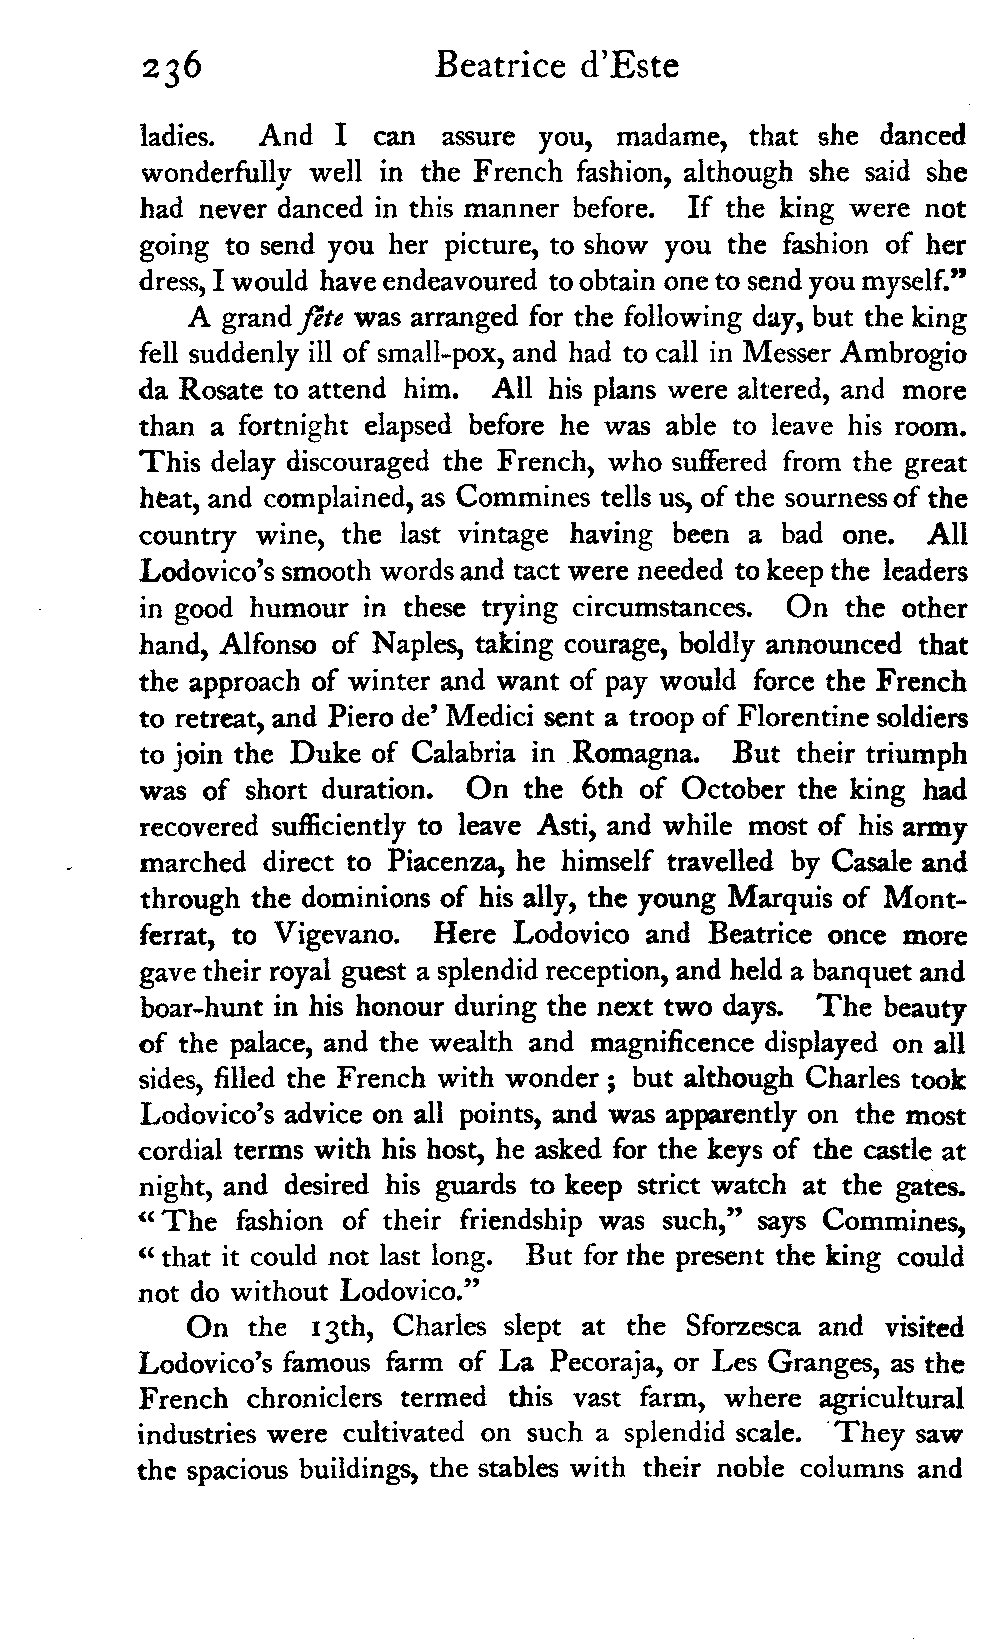 236 Beatrice d'Este
ladies. And I can assure you, madame, that she danced
wonderfully well in the French fashion, although she said she
had never danced in this manner before. If the king were not
going to send you her picture, to show you the fashion of her
dress, I would have endeavoured to obtain one to send you myself."
A grand fête was arranged for the following day, but the king
fell suddenly ill of small-pox, and had to call in Messer Ambrogio
da Rosate to attend him. All his plans were altered, and more
than a fortnight elapsed before he was able to leave his room.
This delay discouraged the French, who suffered from the great
heat, and complained, as Commines tells us, of the sourness of the
country wine, the last vintage having been a bad one. All
Lodovico's smooth words and tact were needed to keep the leaders
in good humour in these trying circumstances. On the other
hand, Alfonso of Naples, taking courage, boldly announced that
the approach of winter and want of pay would force the French
to retreat, and Piero de' Medici sent a troop of Florentine soldiers
to join the Duke of Calabria in Romagna. But their triumph
was of short duration. On the 6th of October the king had
recovered sufficiently to leave Asti, and while most of his army
marched direct to Piacenza, he himself travelled by Casale and
through the dominions of his ally, the young Marquis of Mont-
ferrat, to Vigevano. Here Lodovico and Beatrice once more
gave their royal guest a splendid reception, and held a banquet and
boar-hunt in his honour during the next two days. The beauty
of the palace, and the wealth and magnificence displayed on all
sides, filled the French with wonder ; but although Charles took
Lodovico's advice on all points, and was apparently on the most
cordial terms with his host, he asked for the keys of the castle at
night, and desired his guards to keep strict watch at the gates.
"The fashion of their friendship was such," says Commines,
"that it could not last long. But for the present the king could
not do without Lodovico."
On the 13th, Charles slept at the Sforzesca and visited
Lodovico's famous farm of La Pecoraja, or Les Granges, as the
French chroniclers termed this vast farm, where agricultural
industries were cultivated on such a splendid scale. They saw
the spacious buildings, the stables with their noble columns and